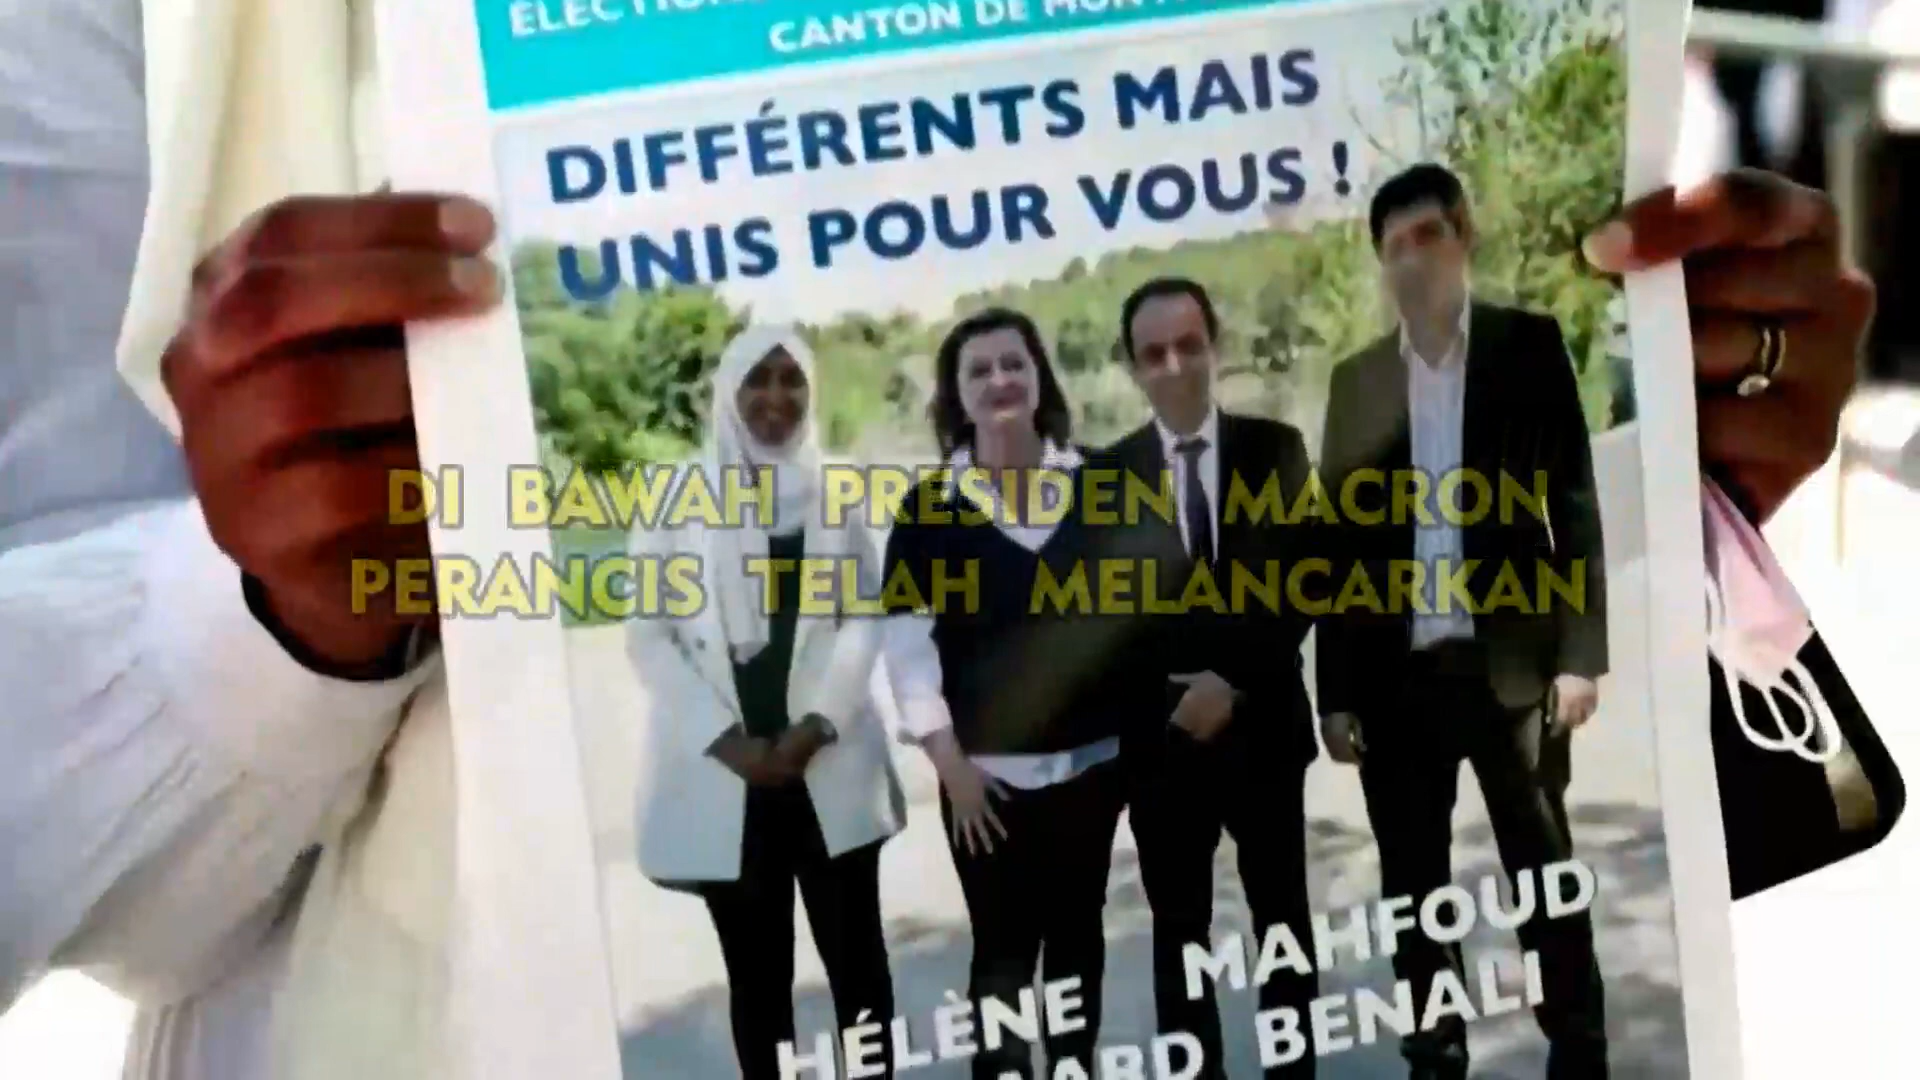 CANTON DE
DIFFÉRENTS MAIS
UNIS POUR VOUS !
DI BAWAH PRESIDEN MACRON
PERANCIS TELAH MELANCARKAN
HÉLÈNE MAHFOUD
BENALI